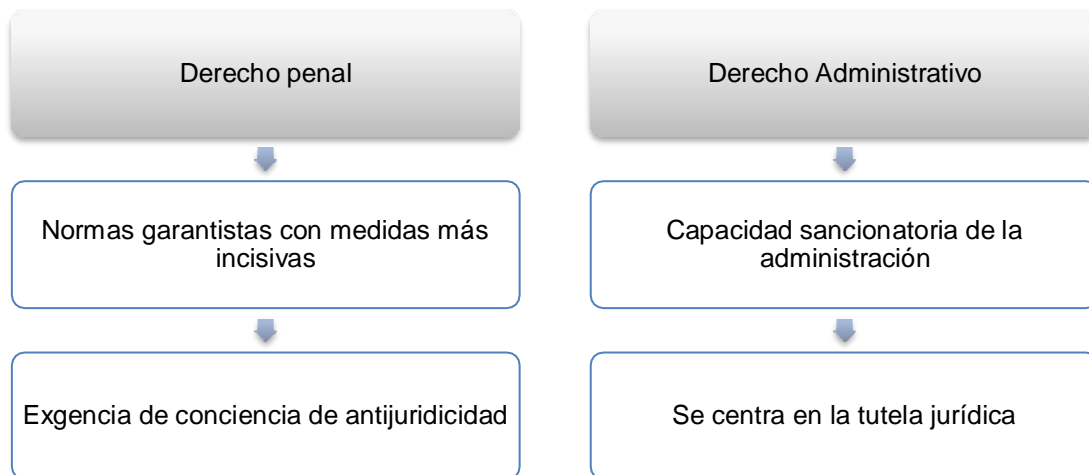 Derecho penal
Normas garantistas con medidas más
incisivas
Exgencia de conciencia de antijuridicidad
Derecho Administrativo
Capacidad sancionatoria de la
administración
Se centra en la tutela jurídica